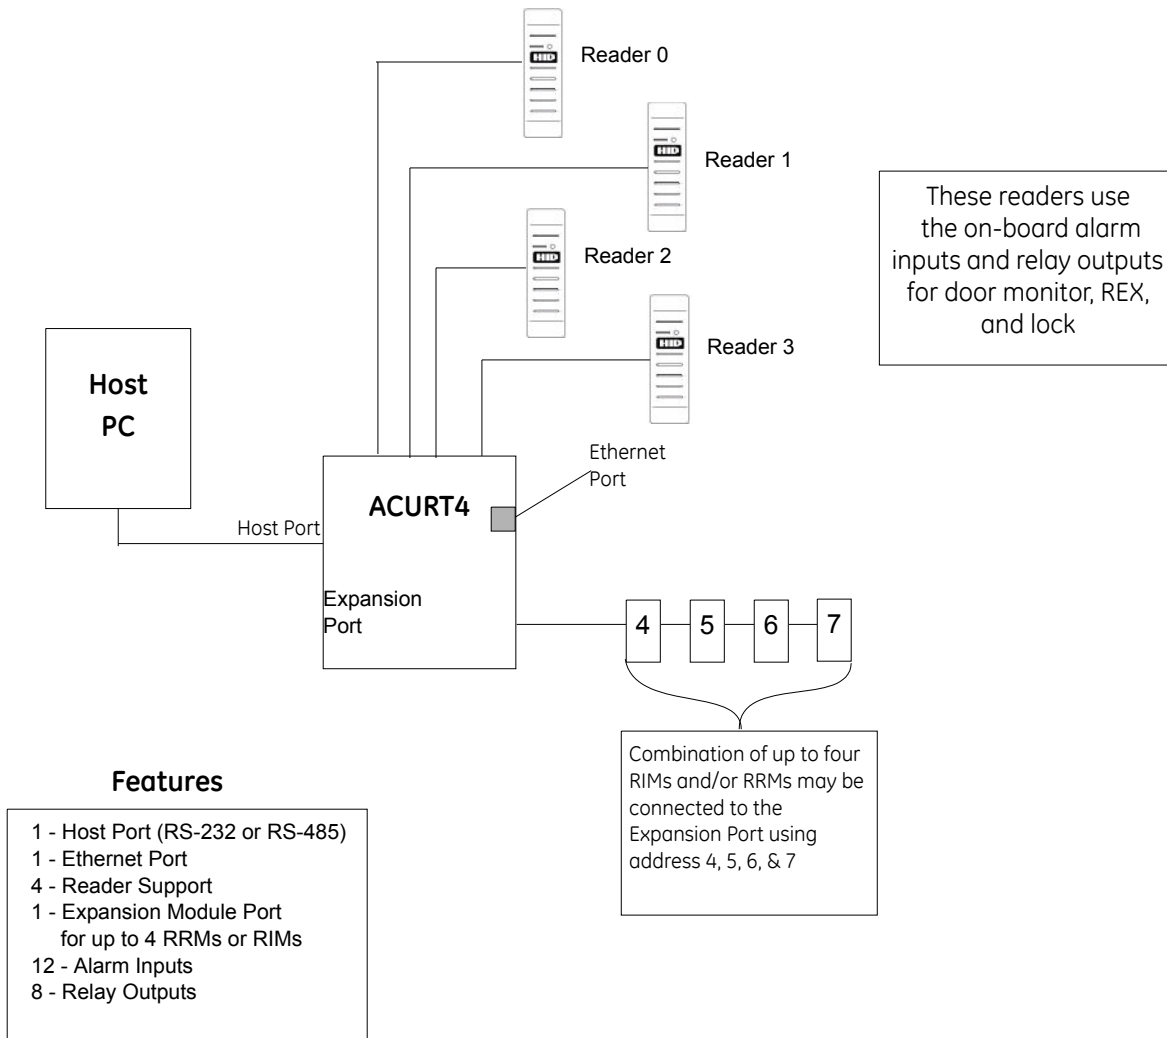 Reader 0
HID
Reader 1
HID
These readers use
the on-board alarm
inputs and relay outputs
for door monitor, REX,
and lock
Reader 2
HID
Reader 3
HID
Host
PC
Ethernet
Port
ACURT4
Host Port
Expansion
Port
4
5
6
7
Combination of up to four
RIMs and/or RRMs may be
connected to the
Expansion Port using
address 4, 5, 6, & 7
Features
1 - Host Port (RS-232 or RS-485)
1 - Ethernet Port
4 - Reader Support
1 - Expansion Module Port
for up to 4 RRMs or RIMs
12 - Alarm Inputs
8 - Relay Outputs